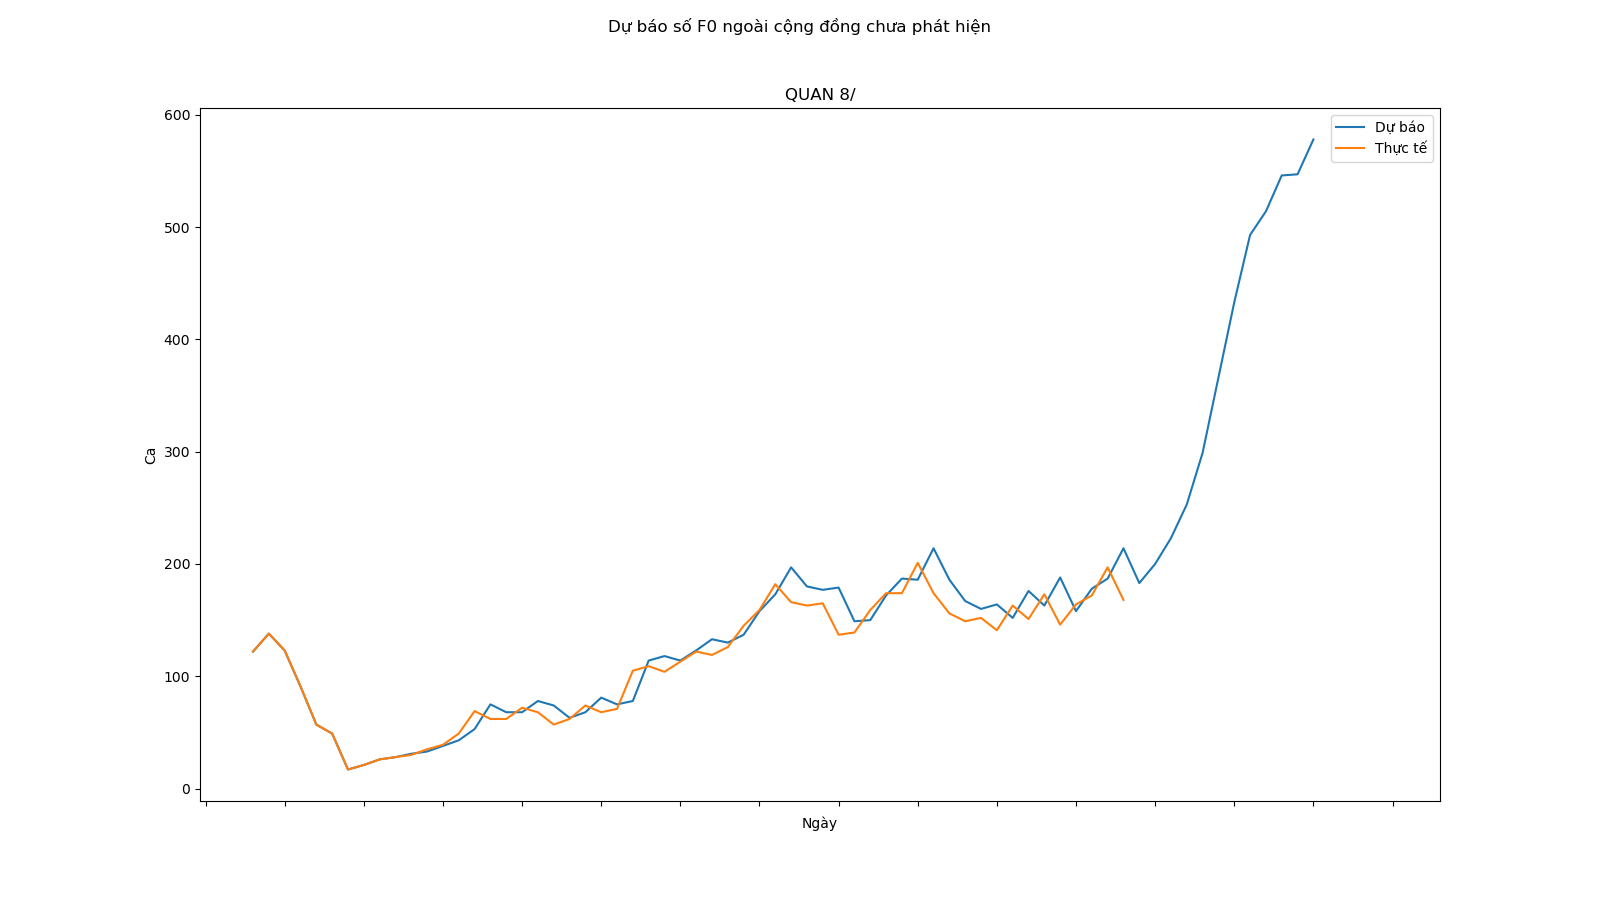 Dự báo số F0 ngoài cộng đồng chưa phát hiện
QUAN 8/
600
500
400
300
200
100
0
Ca
Ngày
Dự báo
Thực tế